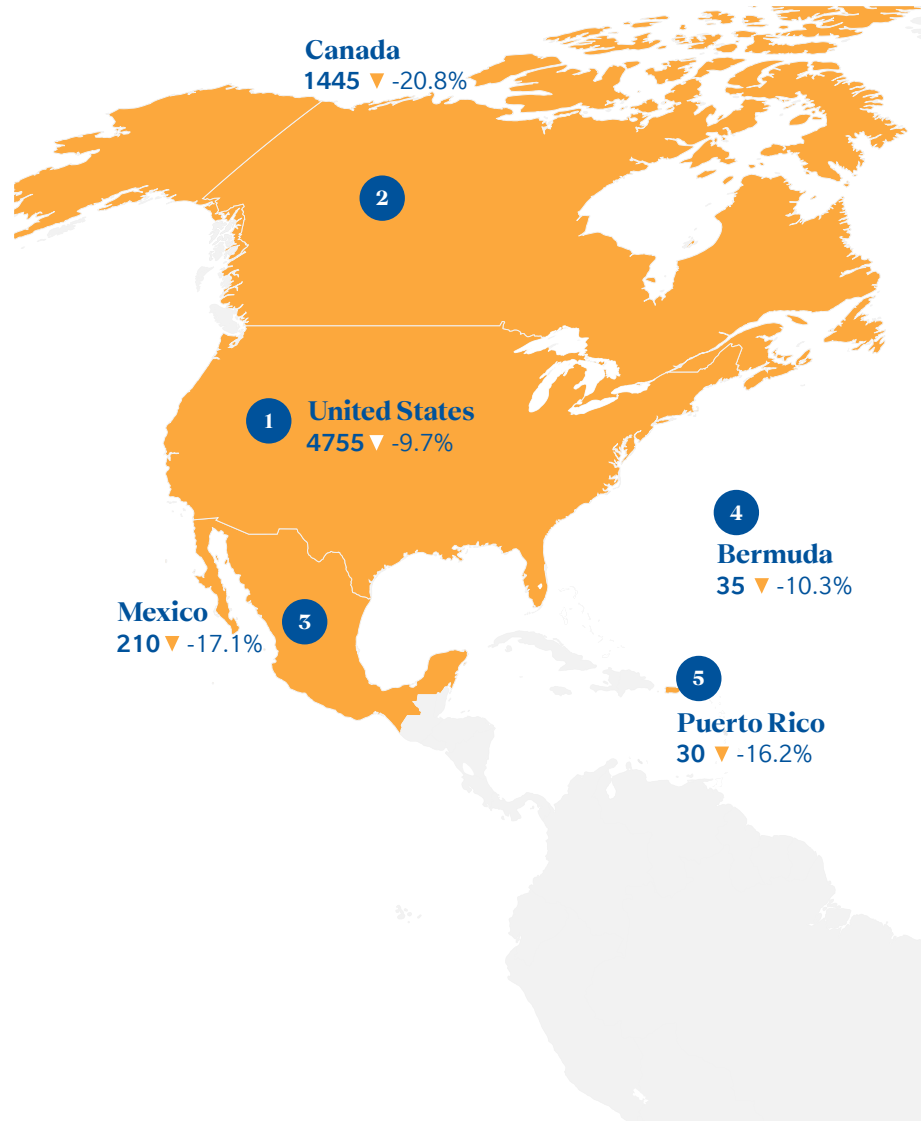 Canada
1445 ▼ -20.8%
2
1
United States
4755 ▼ -9.7%
4
Bermuda
35 ▼ -10.3%
Mexico
210 ▼ -17.1%
3
5
Puerto Rico
30 ▼ -16.2%